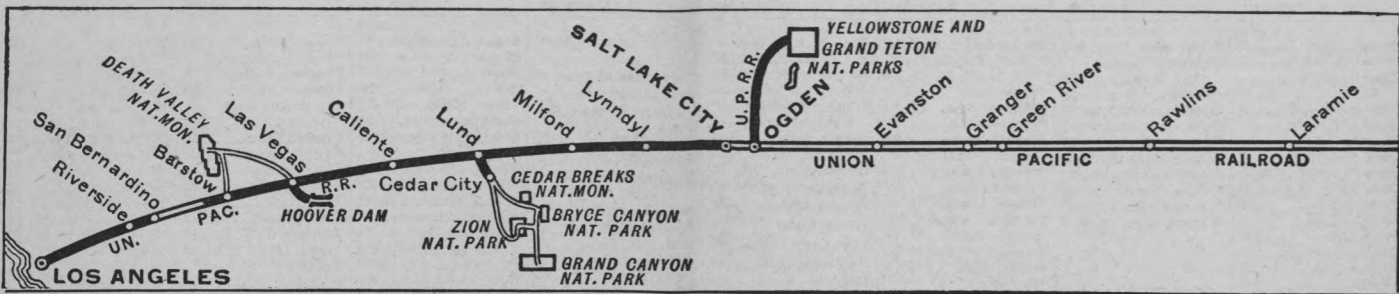 DEATH VALLEY
NAT. MON.
San Bernardino
Riverside
Barstow
Las Vegas
Caliente
Lund
Milford
Lynndyl
SALT LAKE CITY
U.P. R.R.
OGDEN
YELLOWSTONE AND
GRAND TETON
NAT. PARKS
Evanston
Granger
Green River
Rawlins
Laramie
UNION PACIFIC RAILROAD
UN. PAC. R.R.
HOOVER DAM
Cedar City
CEDAR BREAKS
NAT. MON.
BRYCE CANYON
NAT. PARK
ZION
NAT. PARK
GRAND CANYON
NAT. PARK
LOS ANGELES